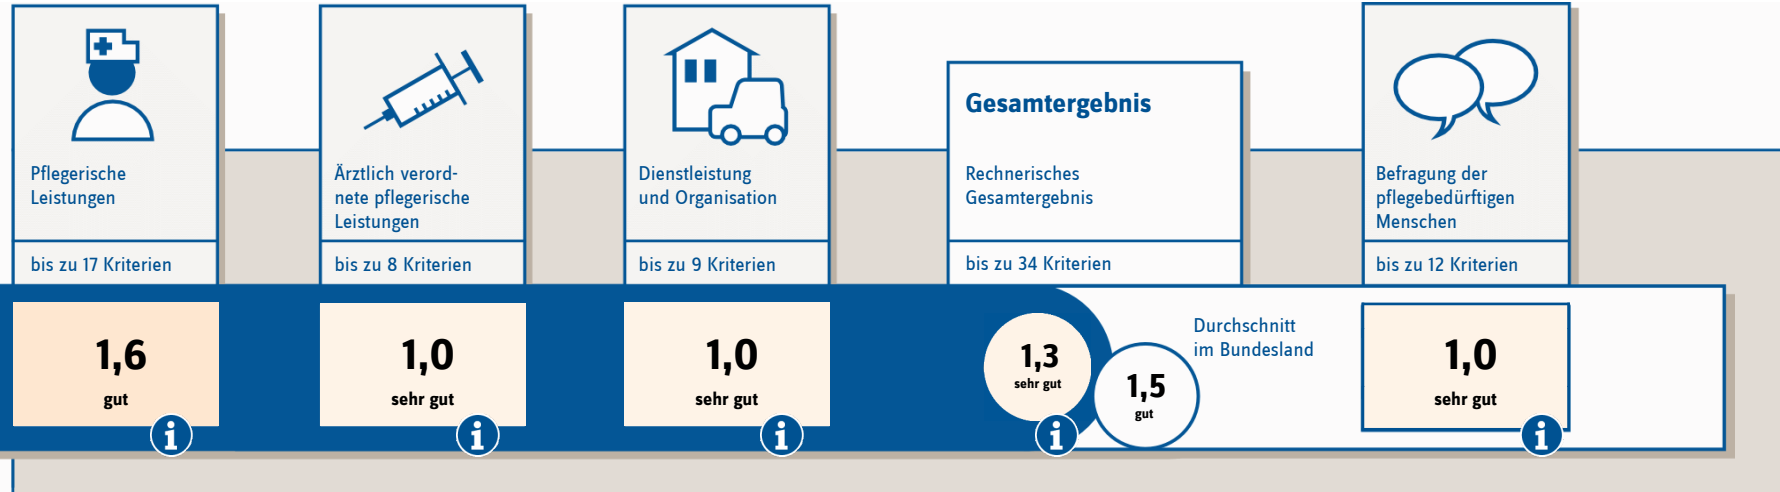 Pflegerische
Leistungen
bis zu 17 Kriterien
1,6
gut
i
Ärztlich verord-
nete pflegerische
Leistungen
bis zu 8 Kriterien
1,0
sehr gut
i
Dienstleistung
und Organisation
bis zu 9 Kriterien
1,0
sehr gut
i
Gesamtergebnis
Rechnerisches
Gesamtergebnis
bis zu 34 Kriterien
1,3
sehr gut
i
1,5
gut
Durchschnitt
im Bundesland
Befragung der
pflegebedürftigen
Menschen
bis zu 12 Kriterien
1,0
sehr gut
i